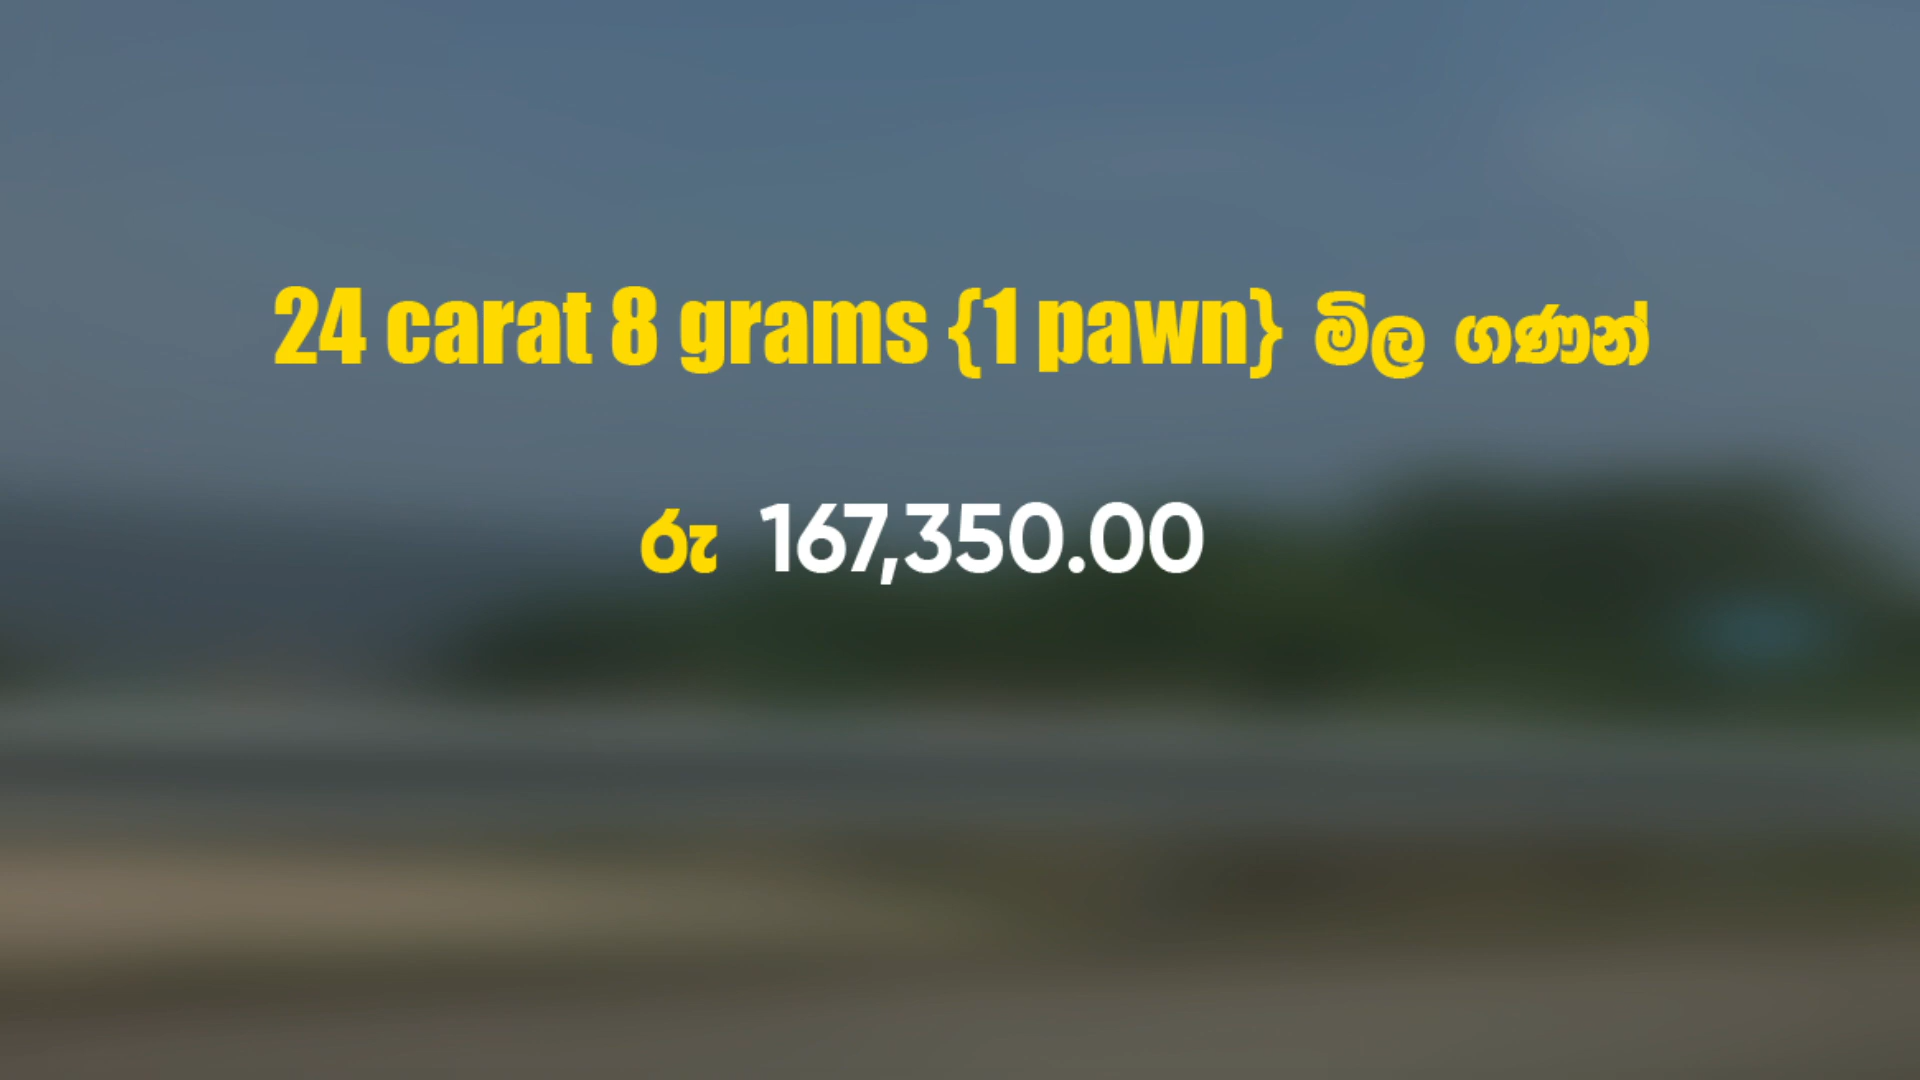 24 carat 8 grams {1 pawn} මිල ගණන්
රු 167,350.00